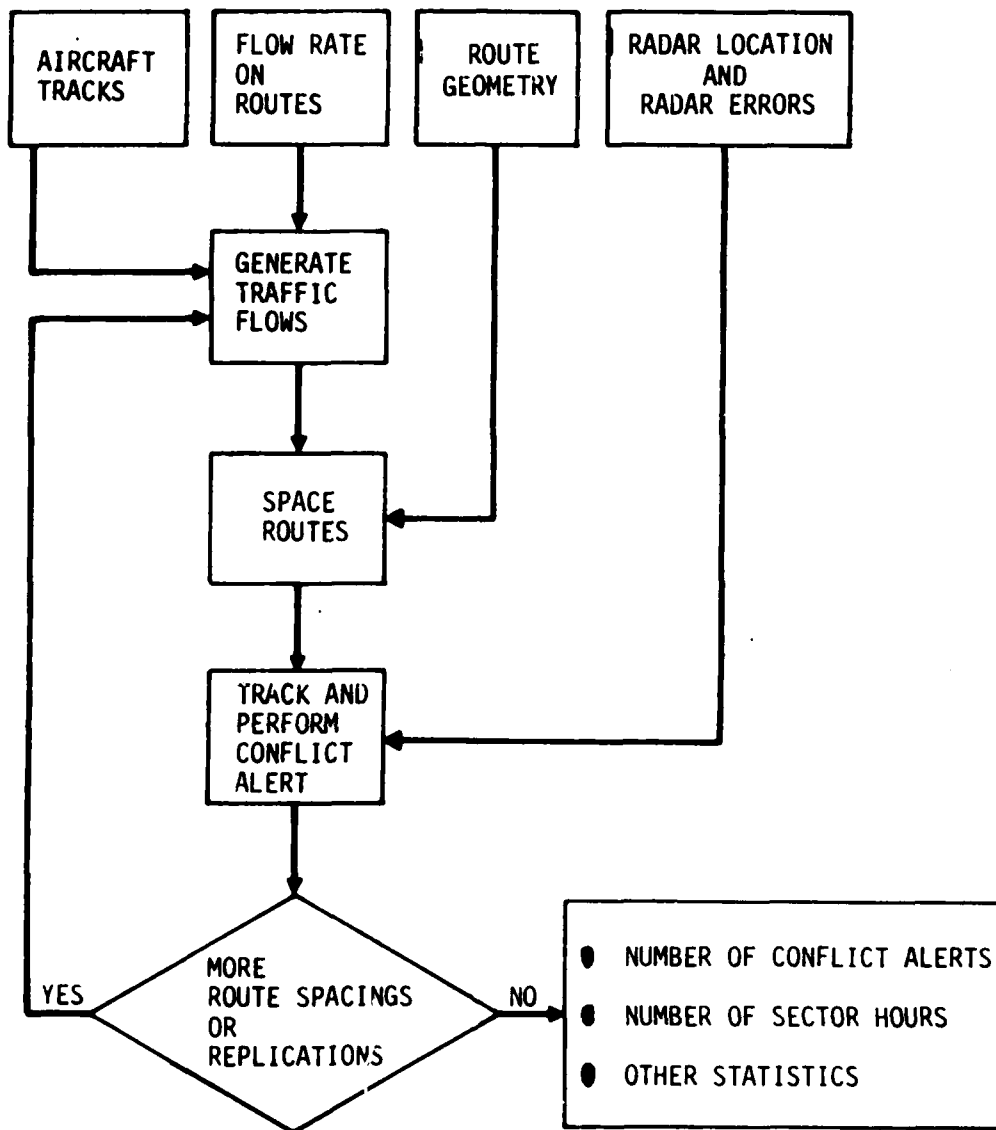 AIRCRAFT
TRACKS
FLOW RATE
ON
ROUTES
ROUTE
GEOMETRY
RADAR LOCATION
AND
RADAR ERRORS
GENERATE
TRAFFIC
FLOWS
SPACE
ROUTES
TRACK AND
PERFORM
CONFLICT
ALERT
MORE
ROUTE SPACINGS
OR
REPLICATIONS
YES
NO
● NUMBER OF CONFLICT ALERTS
● NUMBER OF SECTOR HOURS
● OTHER STATISTICS